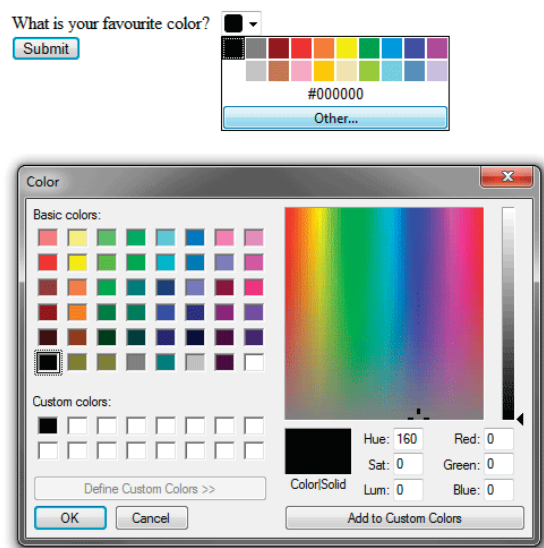 What is your favourite color?
Submit
#000000
Other...
Color
Basic colors:
Custom colors:
Define Custom Colors >>
OK
Cancel
Color|Solid
Hue: 160
Sat: 0
Lum: 0
Red: 0
Green: 0
Blue: 0
Add to Custom Colors